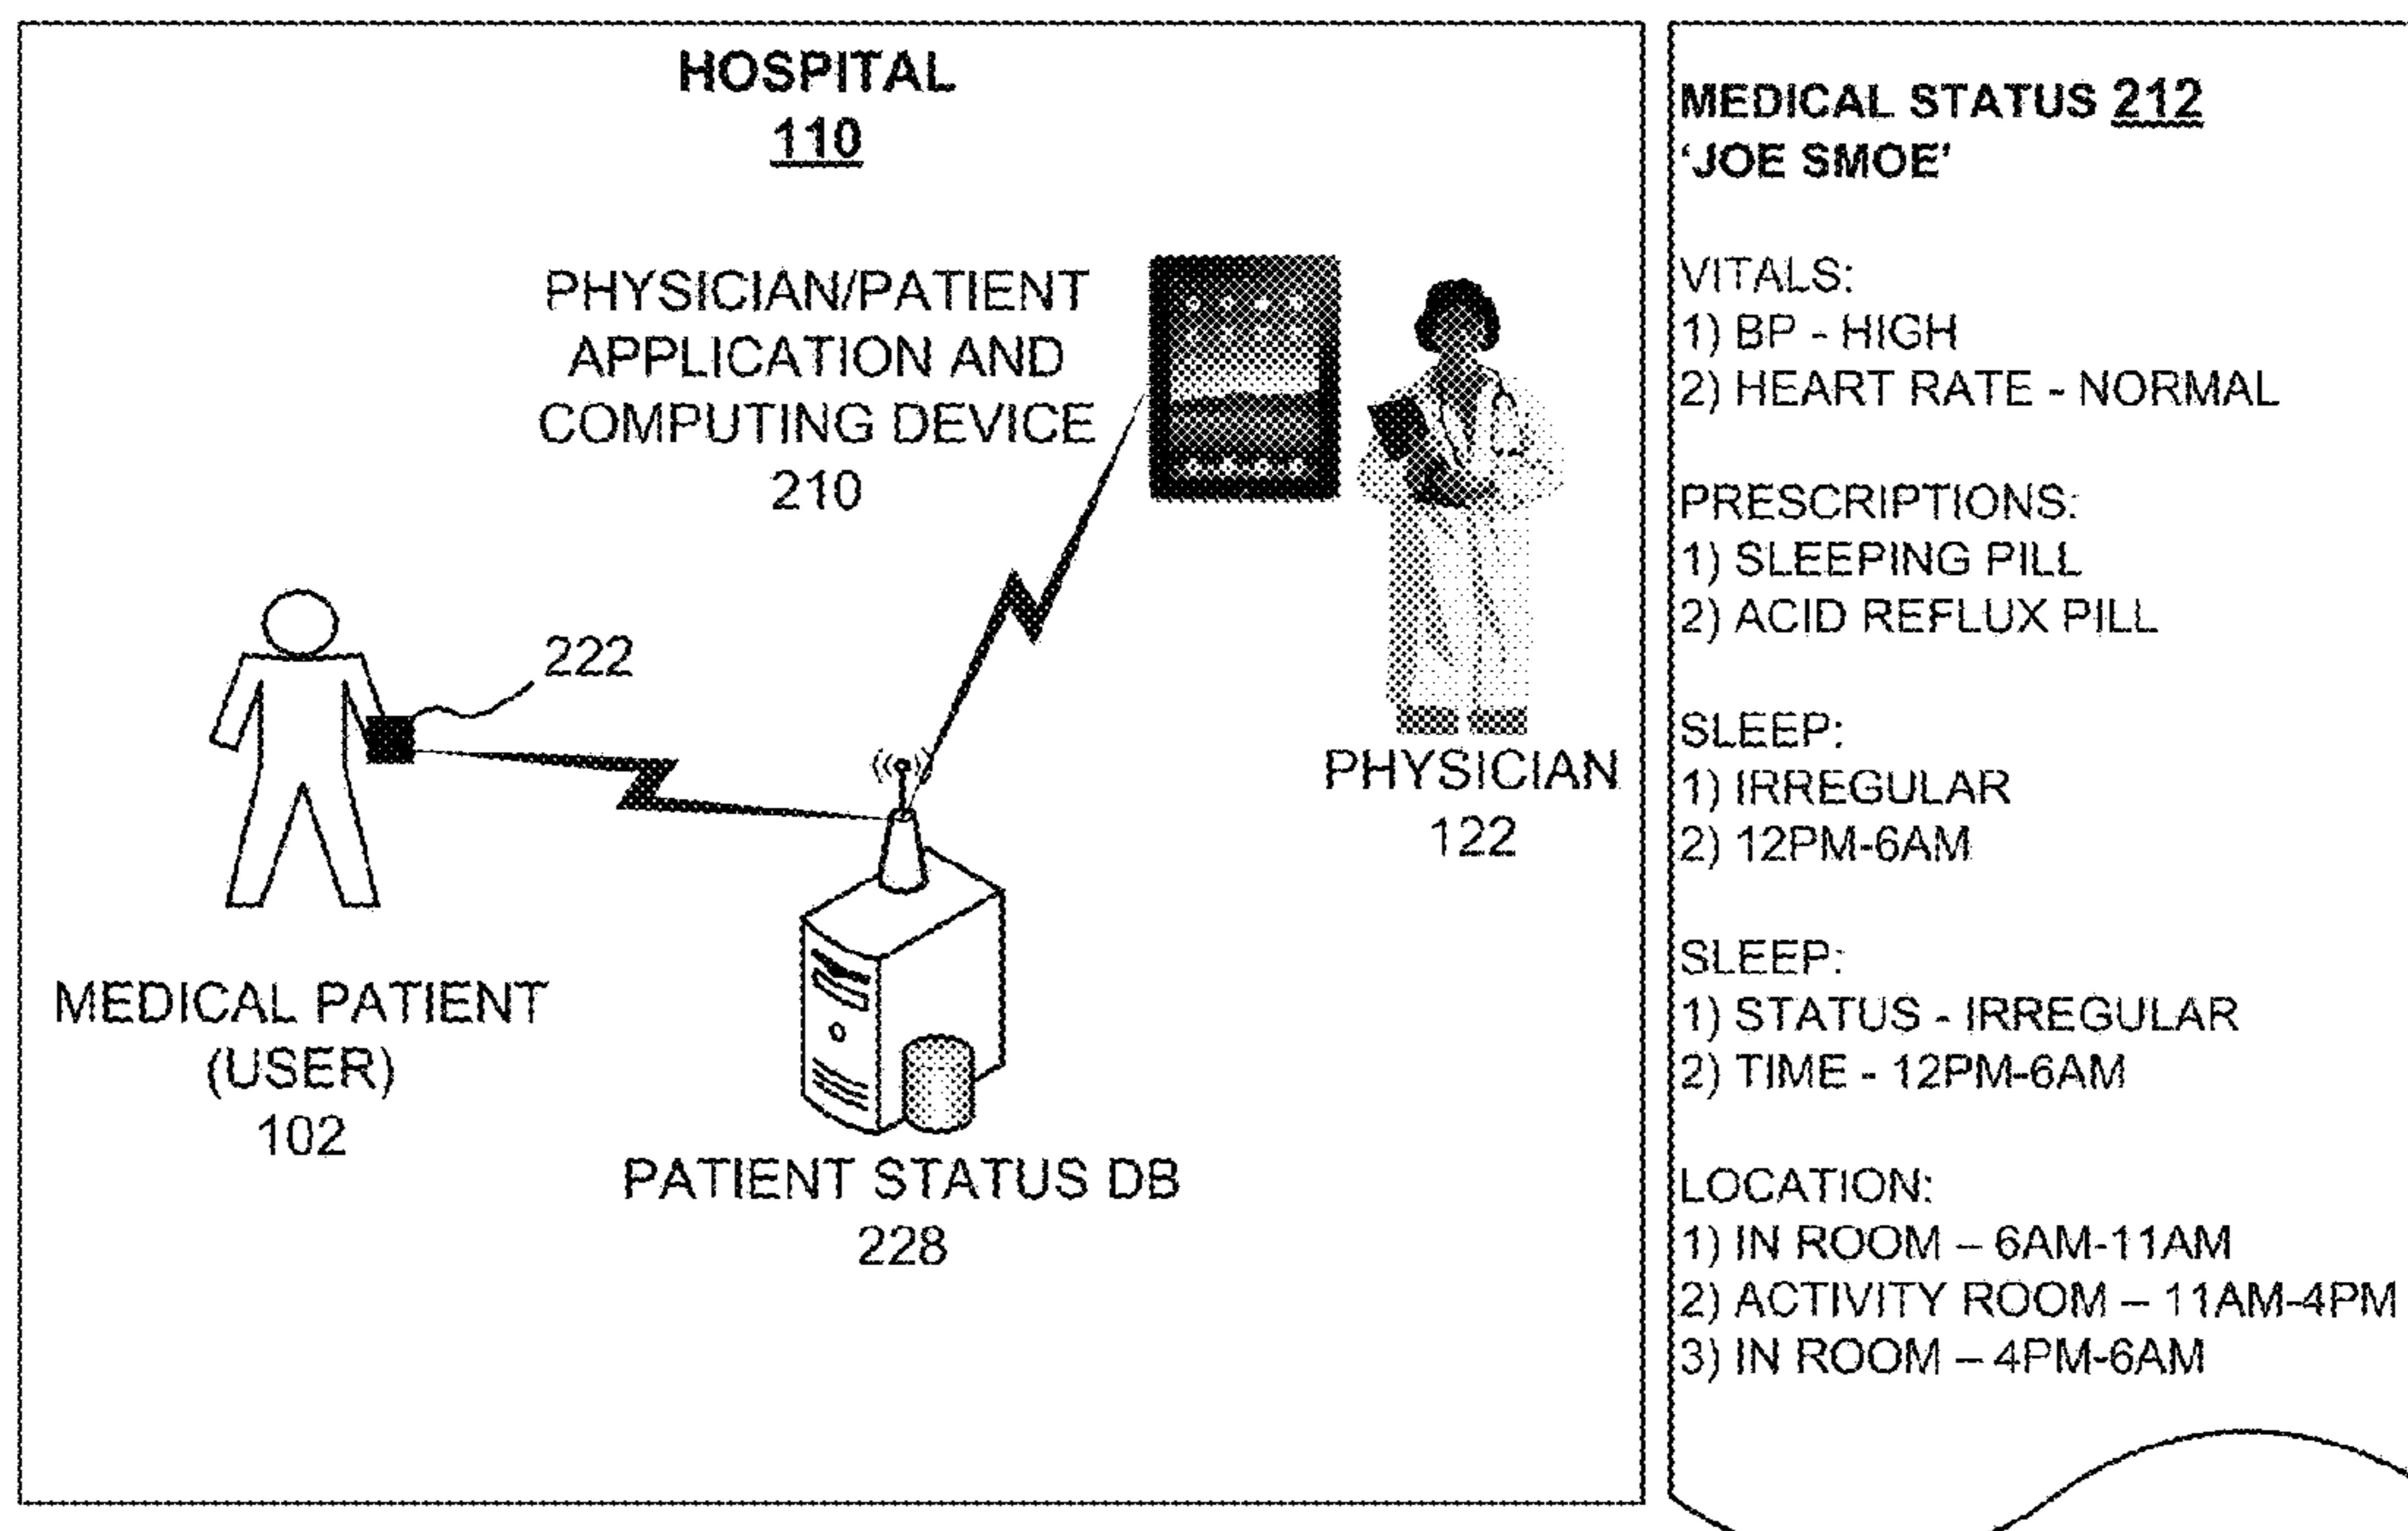 HOSPITAL
110
PHYSICIAN/PATIENT
APPLICATION AND
COMPUTING DEVICE
210
222
PHYSICIAN
122
MEDICAL PATIENT
(USER)
102
PATIENT STATUS DB
228
MEDICAL STATUS 212
‘JOE SMOE’
VITALS:
1) BP - HIGH
2) HEART RATE - NORMAL
PRESCRIPTIONS:
1) SLEEPING PILL
2) ACID REFLUX PILL
SLEEP:
1) IRREGULAR
2) 12PM-6AM
SLEEP:
1) STATUS - IRREGULAR
2) TIME - 12PM-6AM
LOCATION:
1) IN ROOM – 6AM-11AM
2) ACTIVITY ROOM – 11AM-4PM
3) IN ROOM – 4PM-6AM